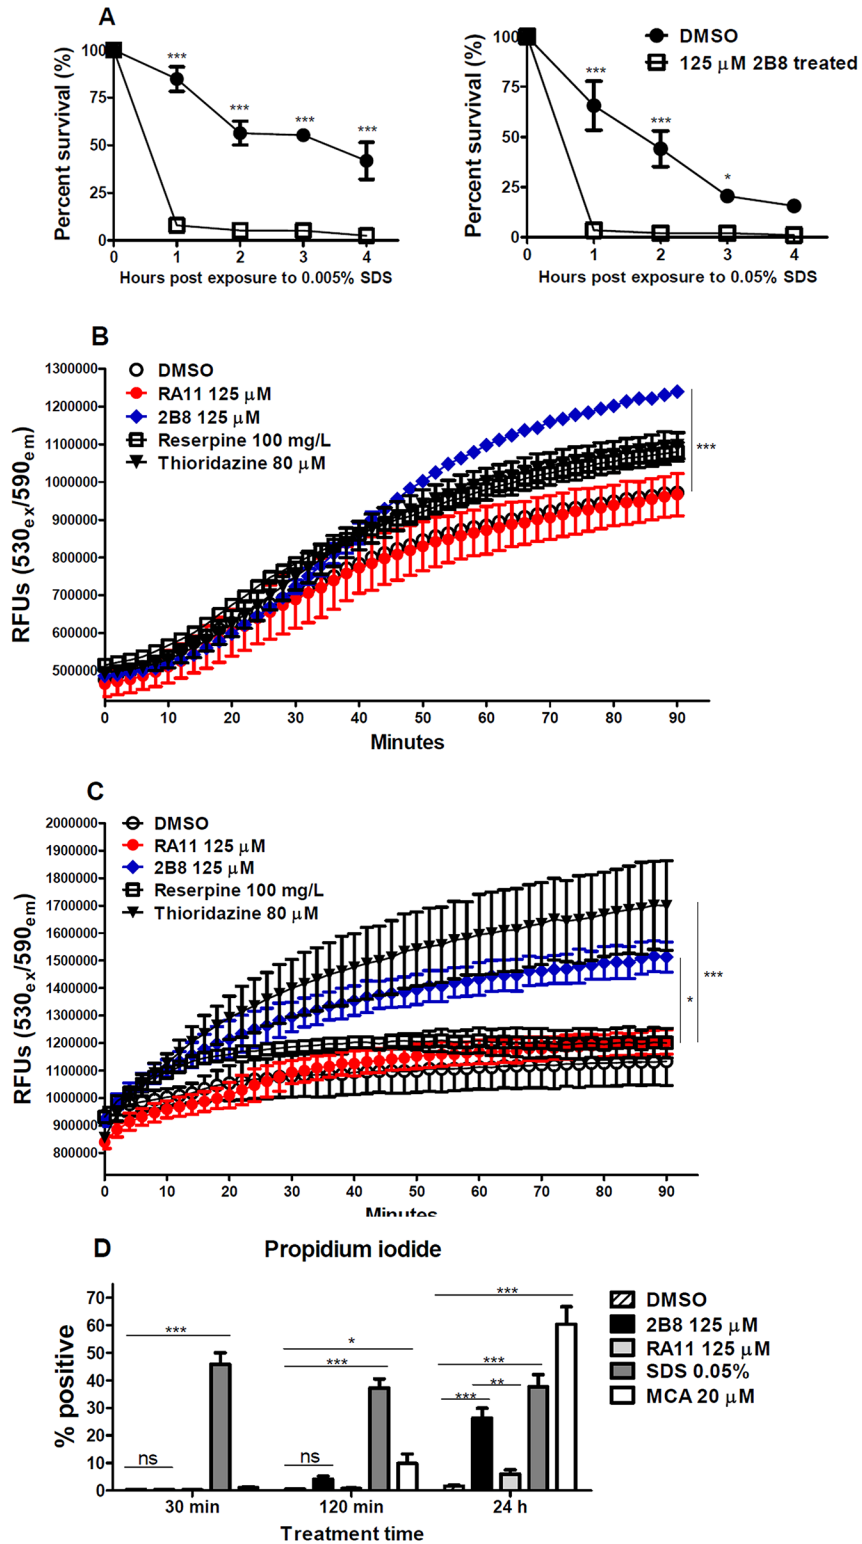 A
100
75
50
25
0
Percent survival (%)
***
***
***
***
0
1
2
3
4
Hours post exposure to 0.005% SDS
100
75
50
25
0
Percent survival (%)
DMSO
125 μM 2B8 treated
***
***
*
0
1
2
3
4
Hours post exposure to 0.05% SDS
B
1300000
1200000
1100000
1000000
900000
800000
700000
600000
500000
RFUs (530ex/590em)
DMSO
RA11 125 μM
2B8 125 μM
Reserpine 100 mg/L
Thioridazine 80 μM
***
0
10
20
30
40
50
60
70
80
90
Minutes
C
2000000
1900000
1800000
1700000
1600000
1500000
1400000
1300000
1200000
1100000
1000000
900000
800000
RFUs (530ex/590em)
DMSO
RA11 125 μM
2B8 125 μM
Reserpine 100 mg/L
Thioridazine 80 μM
***
*
0
10
20
30
40
50
60
70
80
90
Minutes
D
Propidium iodide
70
60
50
40
30
20
10
0
% positive
ns
***
ns
***
*
***
**
***
***
DMSO
2B8 125 μM
RA11 125 μM
SDS 0.05%
MCA 20 μM
30 min
120 min
24 h
Treatment time